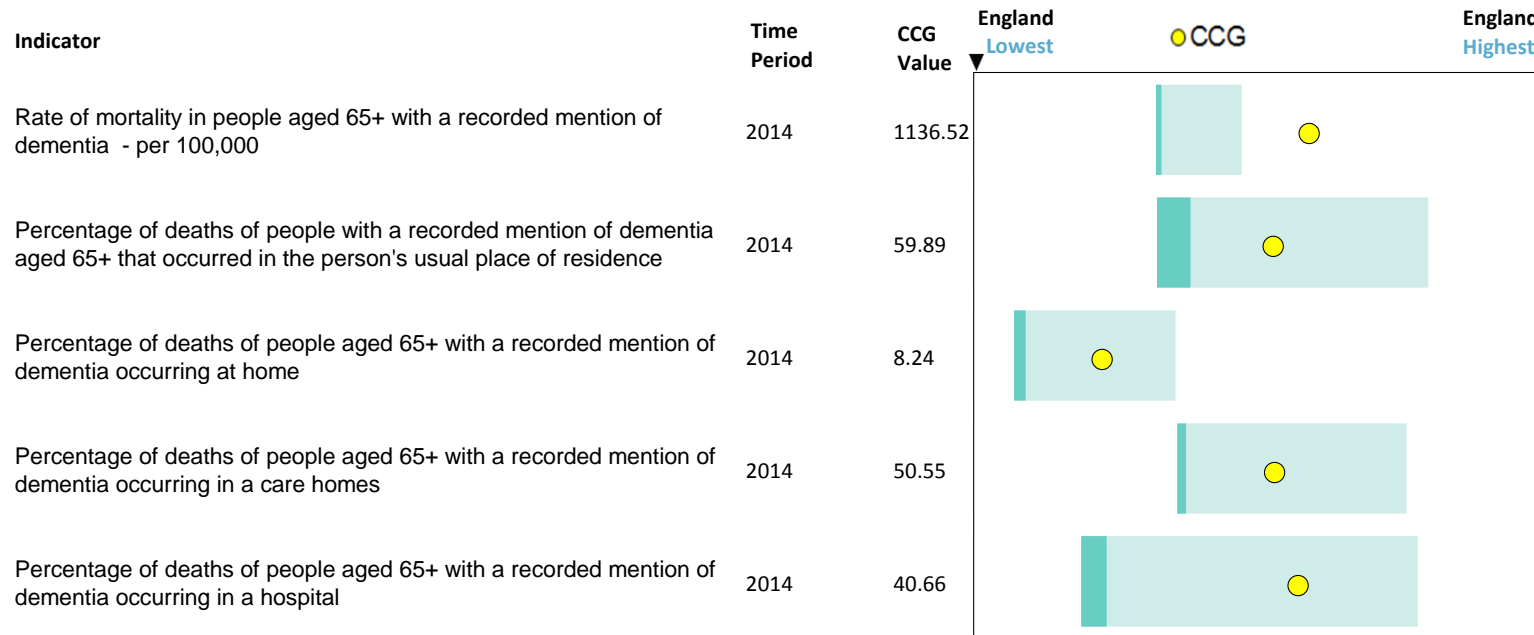 Indicator
Time
Period
CCG
Value
England
Lowest
CCG
England
Highest
Rate of mortality in people aged 65+ with a recorded mention of
dementia - per 100,000
2014
1136.52
Percentage of deaths of people with a recorded mention of dementia
aged 65+ that occurred in the person's usual place of residence
2014
59.89
Percentage of deaths of people aged 65+ with a recorded mention of
dementia occurring at home
2014
8.24
Percentage of deaths of people aged 65+ with a recorded mention of
dementia occurring in a care homes
2014
50.55
Percentage of deaths of people aged 65+ with a recorded mention of
dementia occurring in a hospital
2014
40.66